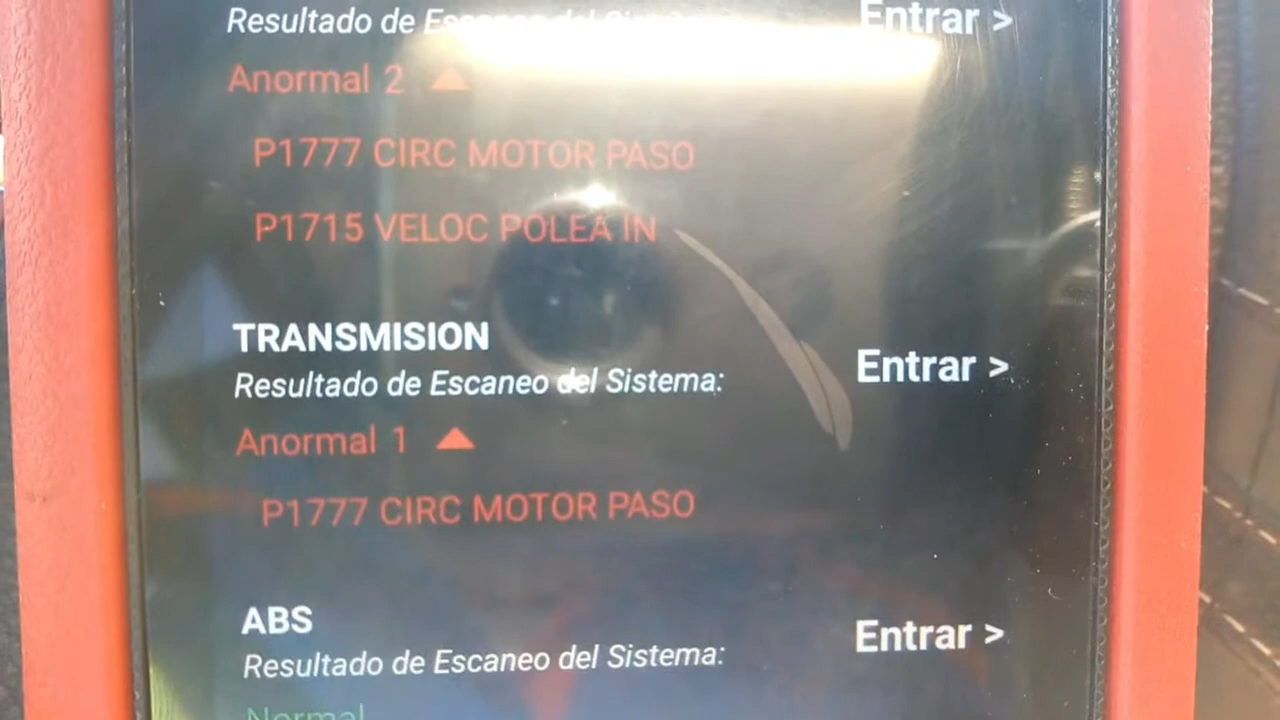 Resultado de Escaneo del Sistema:
Entrar >
Anormal 2
P1777 CIRC MOTOR PASO
P1715 VELOC POLEA IN
TRANSMISION
Resultado de Escaneo del Sistema:
Entrar >
Anormal 1
P1777 CIRC MOTOR PASO
ABS
Resultado de Escaneo del Sistema:
Entrar >
Normal